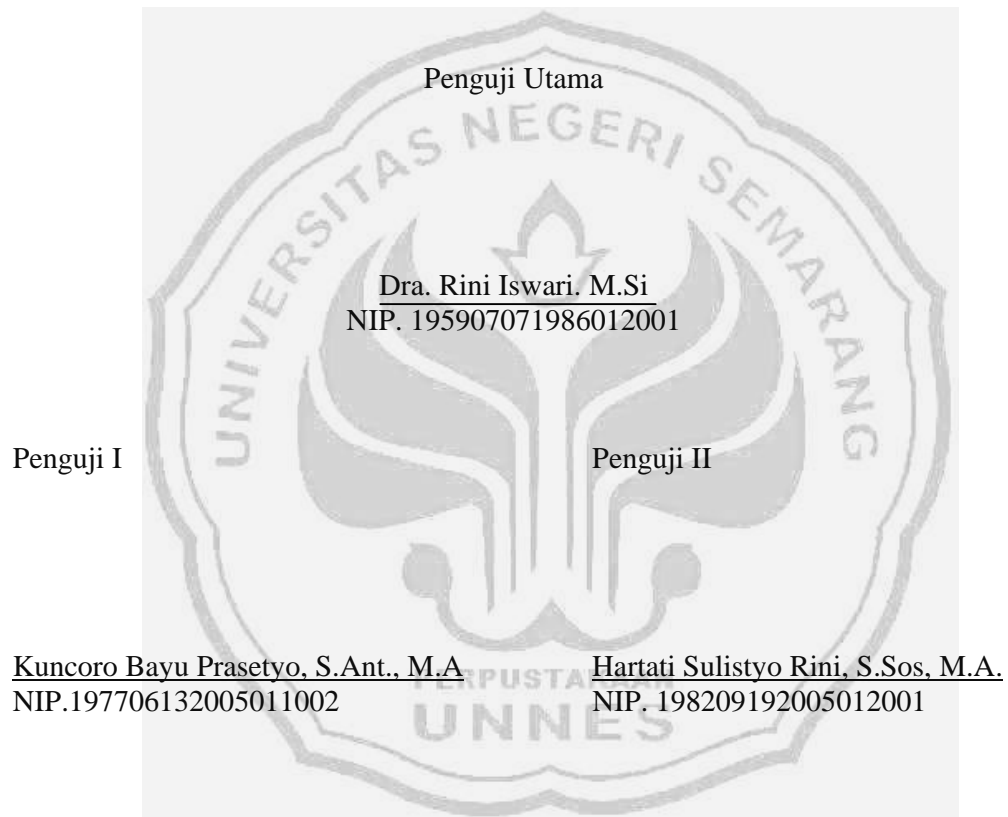 Penguji Utama
UNIVERSITAS NEGERI SEMARANG
Dra. Rini Iswari. M.Si
NIP. 195907071986012001
Penguji I
Penguji II
Kuncoro Bayu Prasetyo, S.Ant., M.A
Hartati Sulistyo Rini, S.Sos, M.A.
PERPUSTAKAAN
NIP.197706132005011002
NIP. 198209192005012001
UNNES